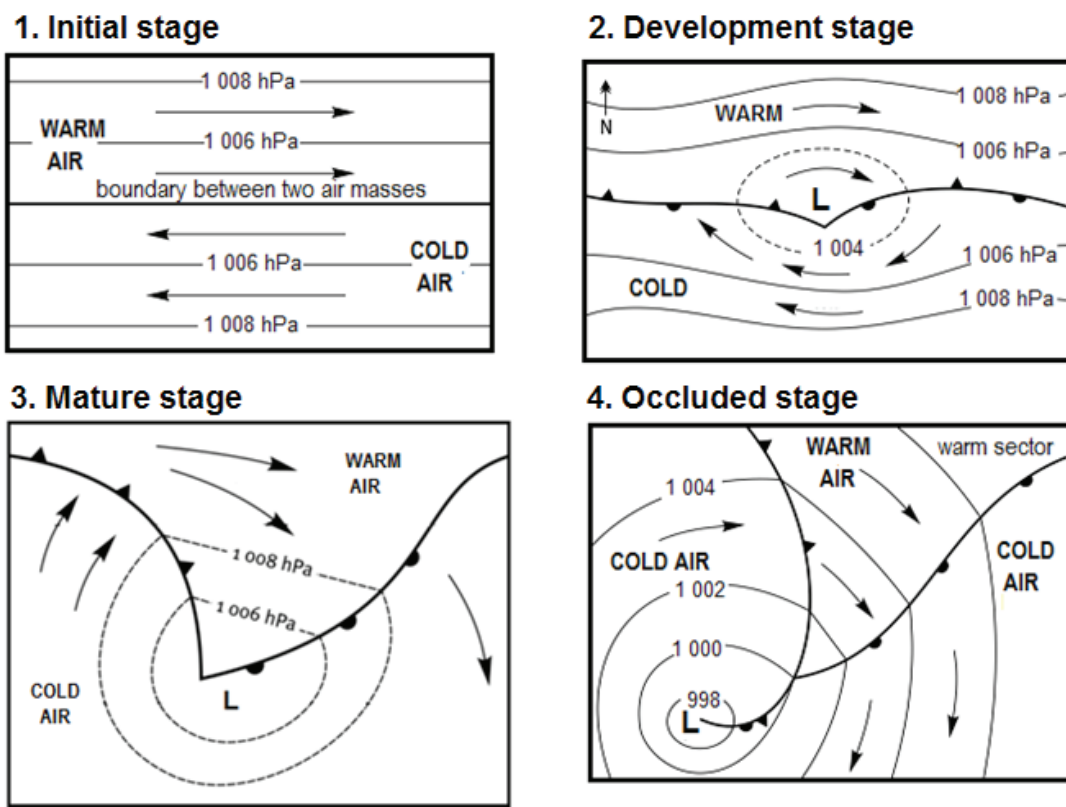 1. Initial stage
1 008 hPa
WARM
AIR
1 006 hPa
boundary between two air masses
1 006 hPa
COLD
AIR
1 008 hPa
2. Development stage
N
WARM
1 008 hPa
1 006 hPa
L
1 004
1 006 hPa
COLD
1 008 hPa
3. Mature stage
WARM
AIR
1 008 hPa
1 006 hPa
COLD
AIR
L
4. Occluded stage
WARM
AIR
warm sector
1 004
COLD AIR
COLD
AIR
1 002
1 000
998
L